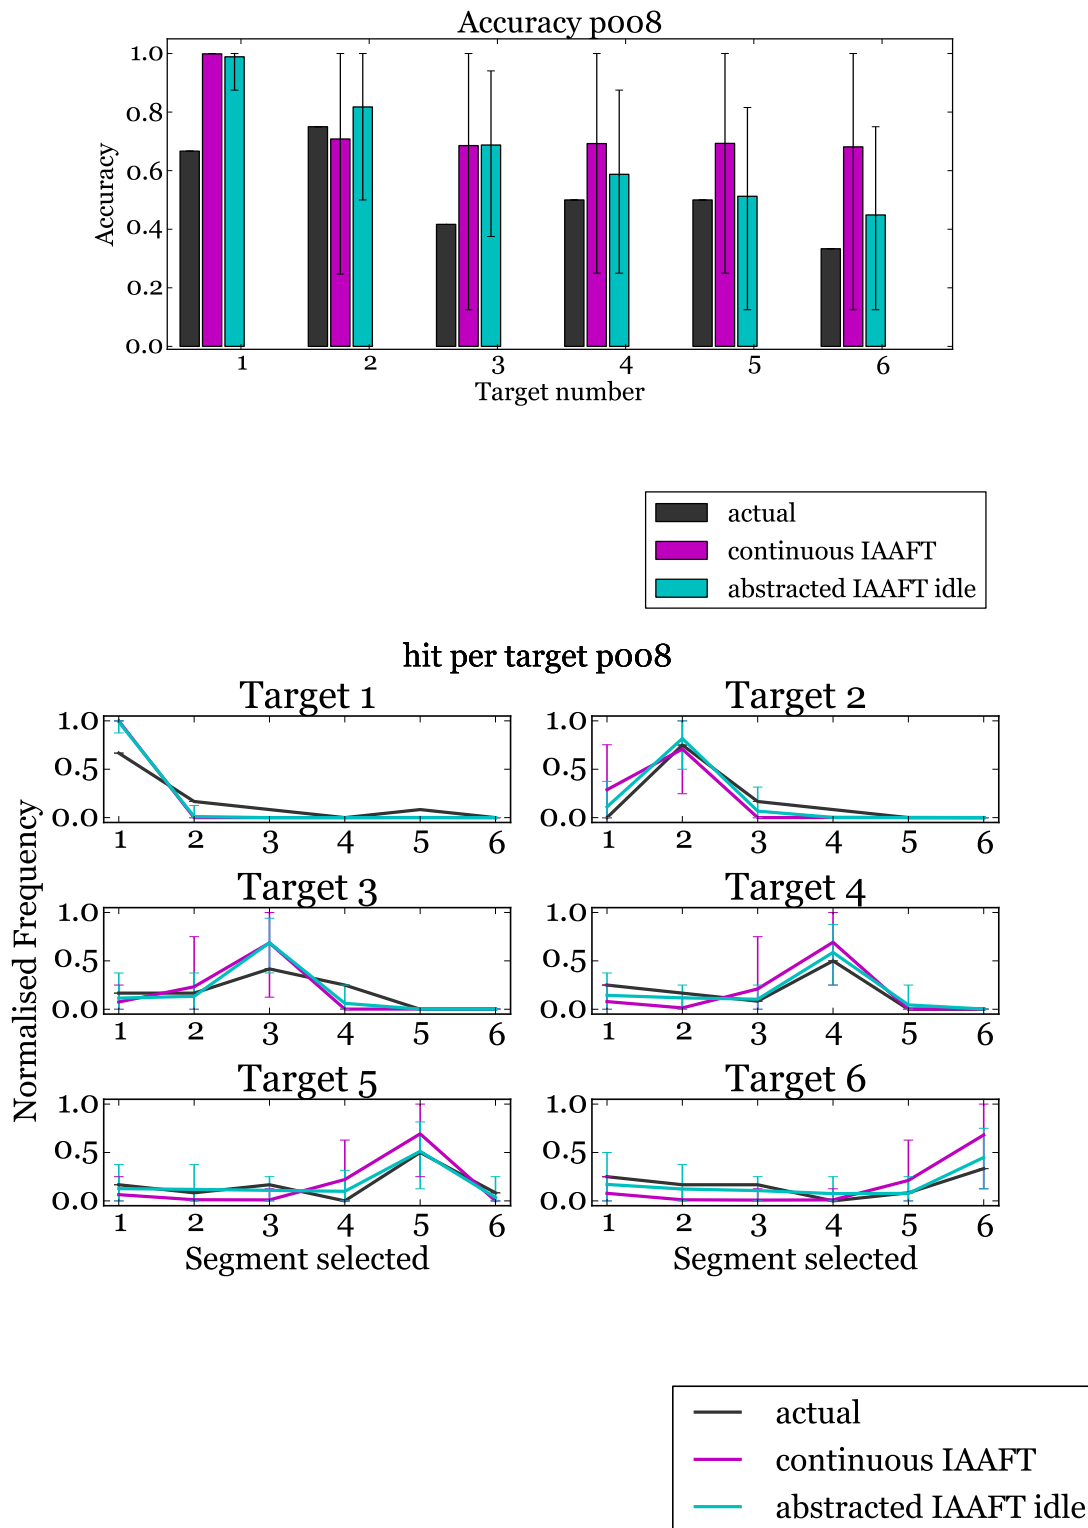 Accuracy p008
1.0
0.8
0.6
0.4
0.2
0.0
Accuracy
1 2 3 4 5 6
Target number
actual
continuous IAAFT
abstracted IAAFT idle
hit per target p008
Normalised Frequency
Target 1
1.0
0.5
0.0
1 2 3 4 5 6
Target 2
1.0
0.5
0.0
1 2 3 4 5 6
Target 3
1.0
0.5
0.0
1 2 3 4 5 6
Target 4
1.0
0.5
0.0
1 2 3 4 5 6
Target 5
1.0
0.5
0.0
1 2 3 4 5 6
Segment selected
Target 6
1.0
0.5
0.0
1 2 3 4 5 6
Segment selected
actual
continuous IAAFT
abstracted IAAFT idle